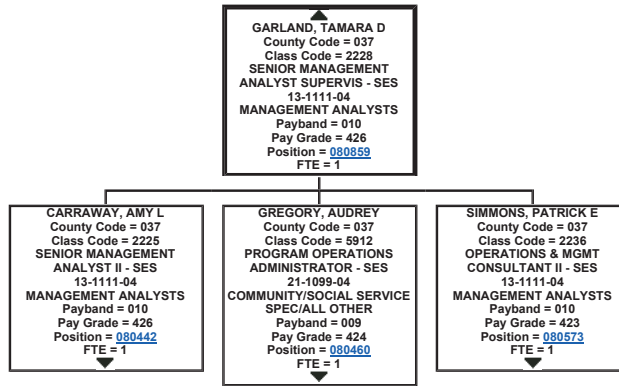 GARLAND, TAMARA D
County Code = 037
Class Code = 2228
SENIOR MANAGEMENT
ANALYST SUPERVIS - SES
13-1111-04
MANAGEMENT ANALYSTS
Payband = 010
Pay Grade = 426
Position = 080859
FTE = 1
CARRAWAY, AMY L
County Code = 037
Class Code = 2225
SENIOR MANAGEMENT
ANALYST II - SES
13-1111-04
MANAGEMENT ANALYSTS
Payband = 010
Pay Grade = 426
Position = 080442
FTE = 1
GREGORY, AUDREY
County Code = 037
Class Code = 5912
PROGRAM OPERATIONS
ADMINISTRATOR - SES
21-1099-04
COMMUNITY/SOCIAL SERVICE
SPEC/ALL OTHER
Payband = 009
Pay Grade = 424
Position = 080460
FTE = 1
SIMMONS, PATRICK E
County Code = 037
Class Code = 2236
OPERATIONS & MGMT
CONSULTANT II - SES
13-1111-04
MANAGEMENT ANALYSTS
Payband = 010
Pay Grade = 423
Position = 080573
FTE = 1